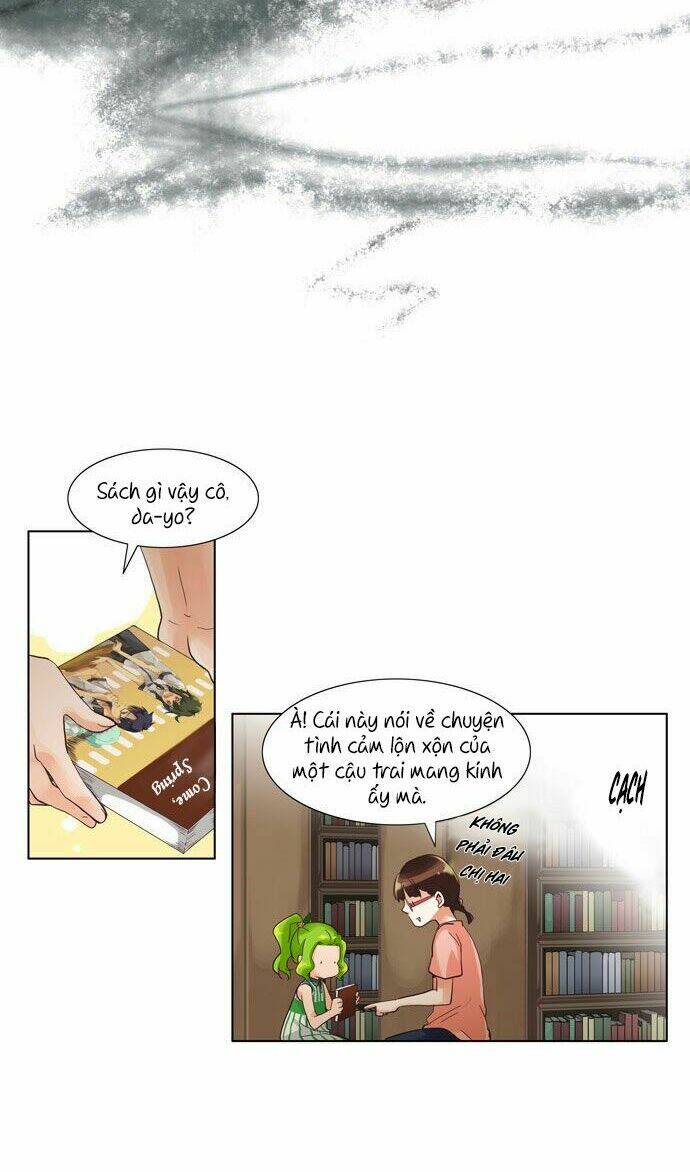 Sách gì vậy cô,
da-yo?
Come,
Spring
À! Cái này nói về chuyện
tình cảm lộn xộn của
một cậu trai mang kính
ấy mà.
KHÔNG
PHẢI ĐÂU
CHỊ HAI
CẠCH